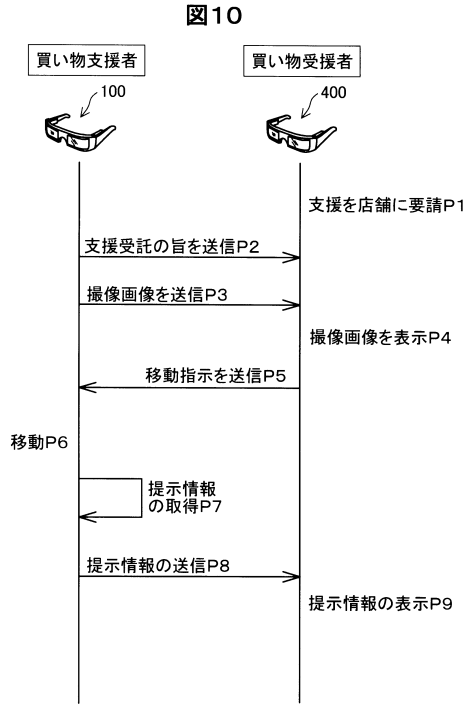 図10
買い物支援者
買い物受援者
100
400
支援を店舗に要請P1
支援受託の旨を送信P2
撮像画像を送信P3
撮像画像を表示P4
移動指示を送信P5
移動P6
提示情報
の取得P7
提示情報の送信P8
提示情報の表示P9